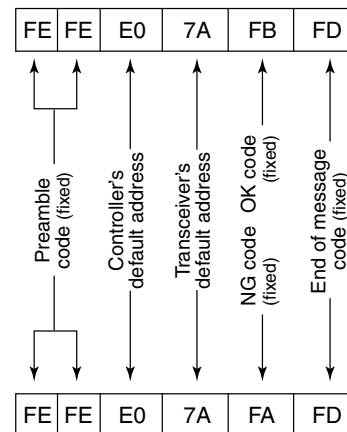 FE FE E0 7A FB FD
Preamble
code (fixed)
Controller's
default address
Transceiver's
default address
OK code
(fixed)
NG code
(fixed)
End of message
code (fixed)
FE FE E0 7A FA FD